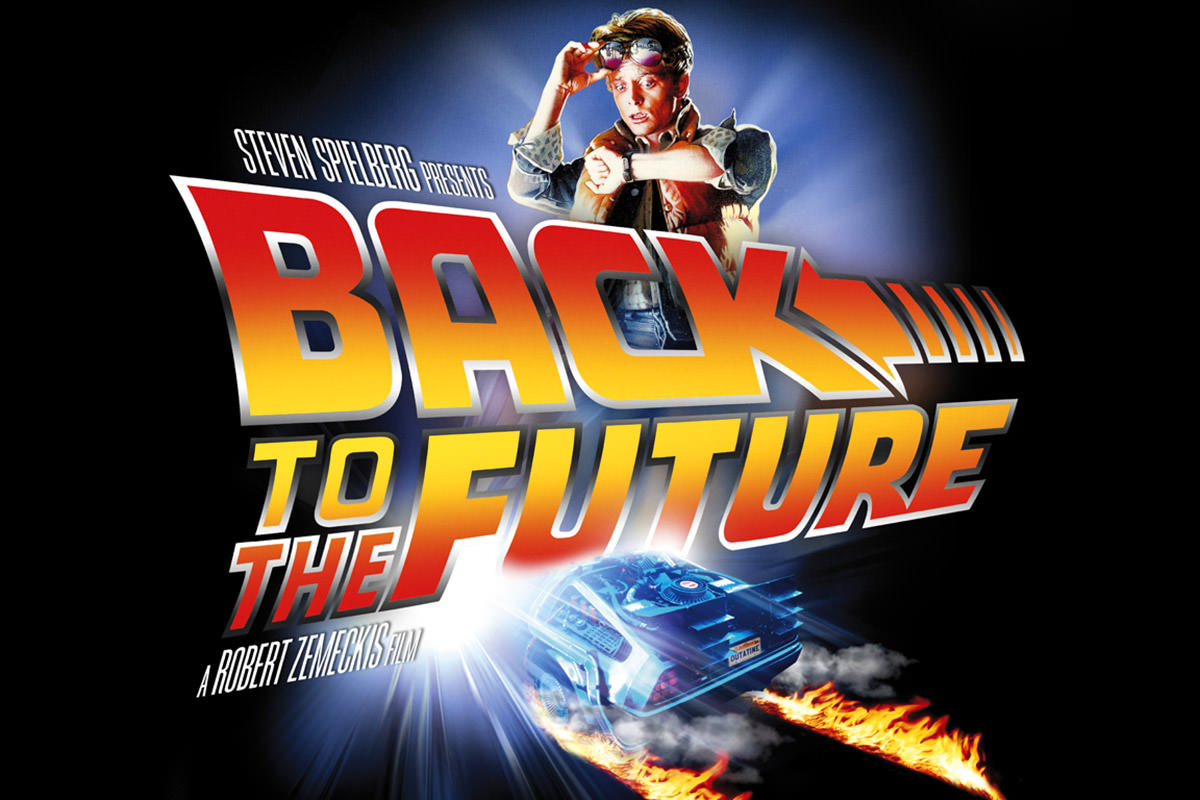 STEVEN SPIELBERG PRESENTS
BACK
TO
THE
FUTURE
A ROBERT ZEMECKIS FILM
OUTATIME